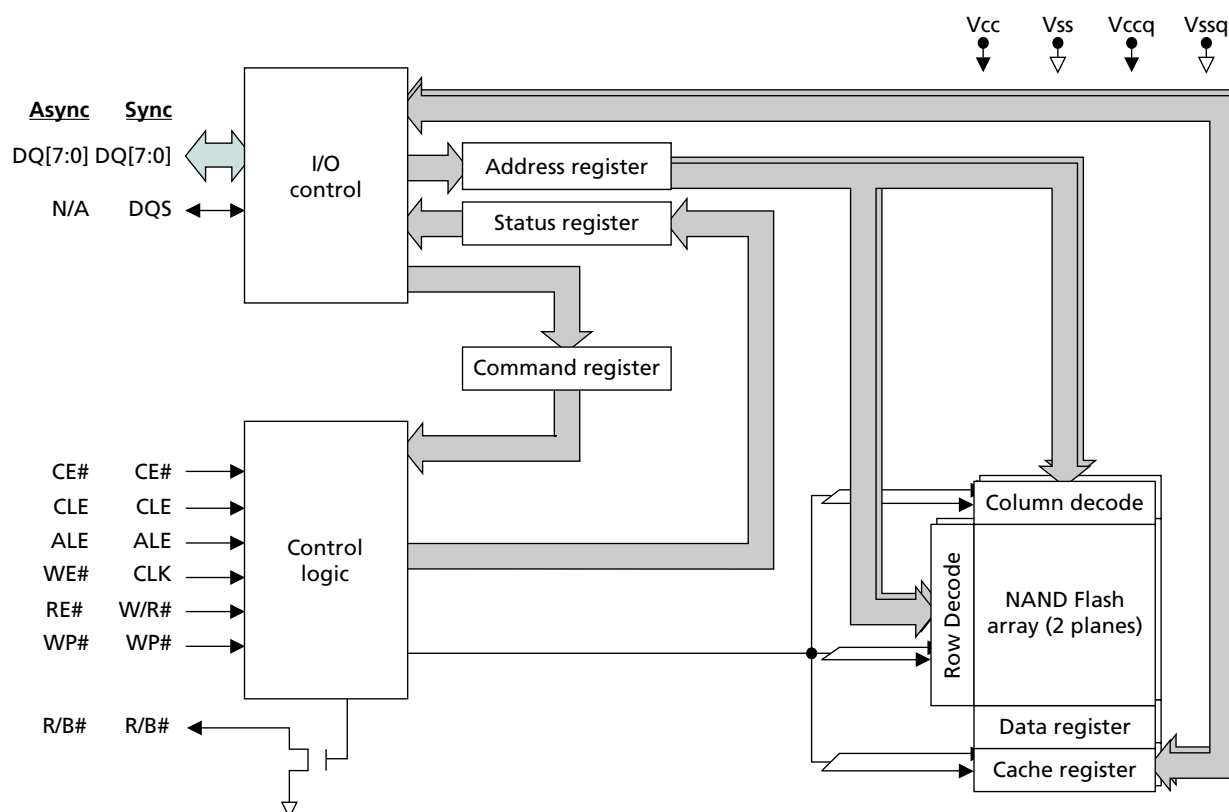 Vcc Vss Vccq Vssq
Async Sync
DQ[7:0] DQ[7:0]
N/A DQS
I/O
control
Address register
Status register
Command register
CE# CE#
CLE CLE
ALE ALE
WE# CLK
RE# W/R#
WP# WP#
R/B# R/B#
Control
logic
Column decode
Row Decode
NAND Flash
array (2 planes)
Data register
Cache register